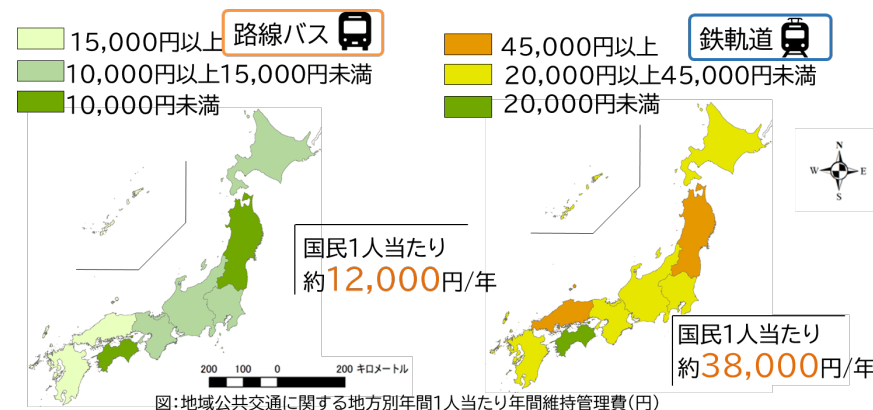 路線バス
15,000円以上
10,000円以上15,000円未満
10,000円未満
国民1人当たり
約12,000円/年
200 100 0 200 キロメートル
鉄軌道
45,000円以上
20,000円以上45,000円未満
20,000円未満
N
W E
S
国民1人当たり
約38,000円/年
図:地域公共交通に関する地方別年間1人当たり年間維持管理費(円)